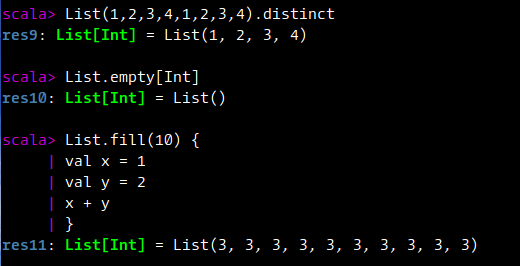 scala> List(1,2,3,4,1,2,3,4).distinct
res9: List[Int] = List(1, 2, 3, 4)

scala> List.empty[Int]
res10: List[Int] = List()

scala> List.fill(10) {
     | val x = 1
     | val y = 2
     | x + y
     | }
res11: List[Int] = List(3, 3, 3, 3, 3, 3, 3, 3, 3, 3)